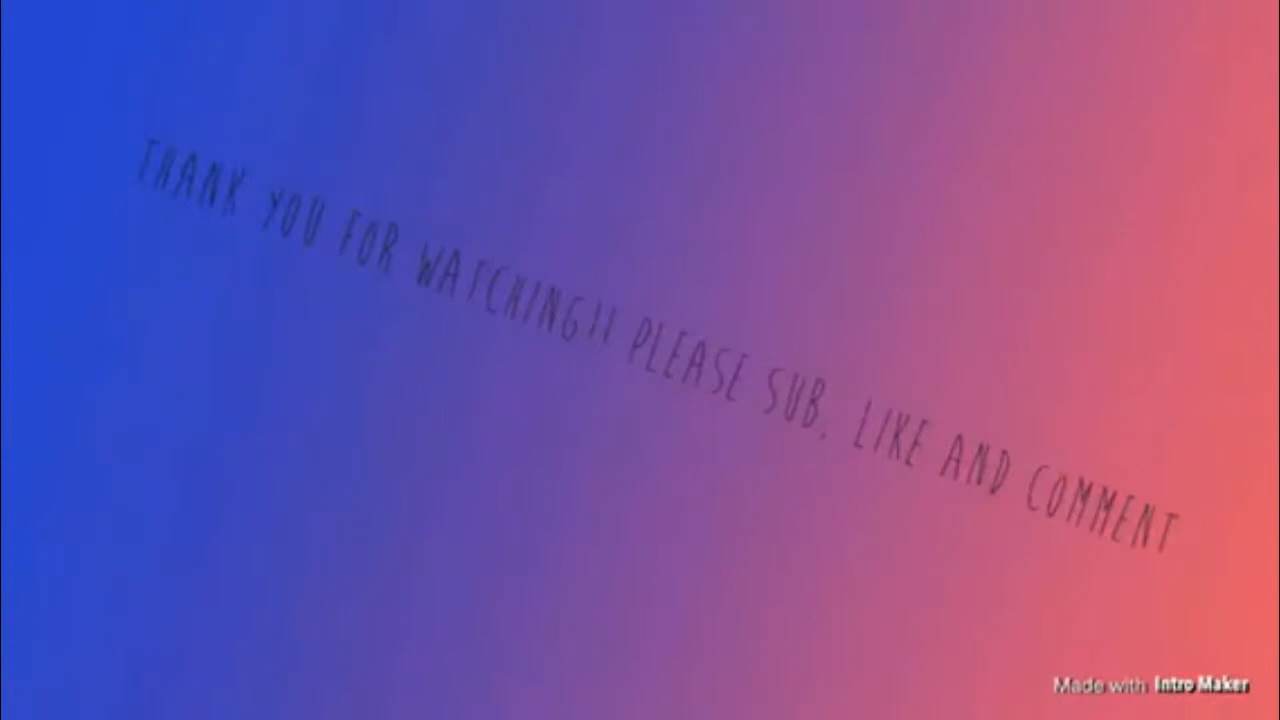 THANK YOU FOR WATCHING!! PLEASE SUB, LIKE AND COMMENT
Made with Intro Maker